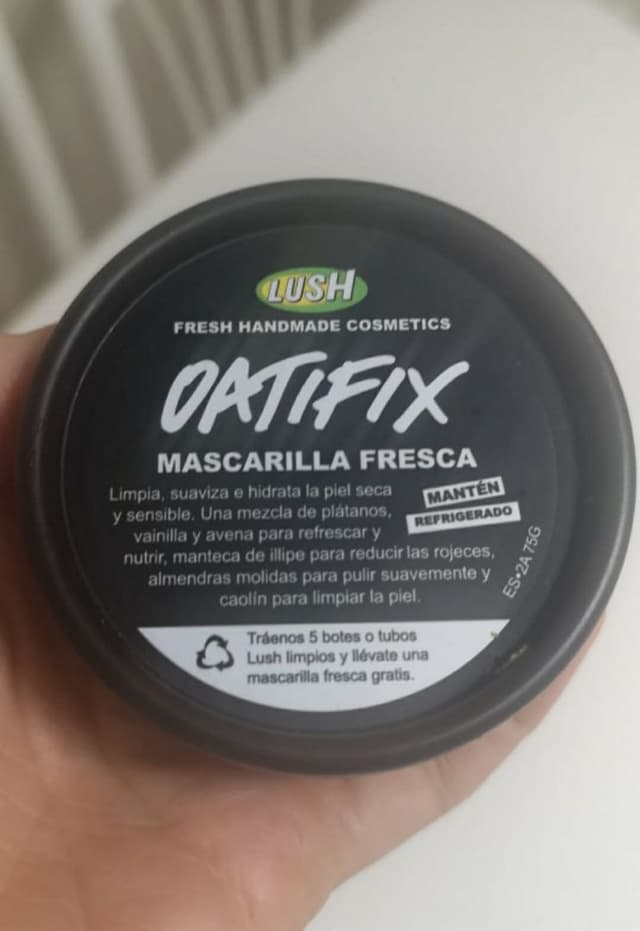 LUSH
FRESH HANDMADE COSMETICS
OATIFIX
MASCARILLA FRESCA
Limpia, suaviza e hidrata la piel seca
y sensible. Una mezcla de plátanos,
vainilla y avena para refrescar y
nutrir, manteca de illipe para reducir las rojeces,
almendras molidas para pulir suavemente y
caolín para limpiar la piel.
MANTÉN
REFRIGERADO
ES•2A 75G
Tráenos 5 botes o tubos
Lush limpios y llévate una
mascarilla fresca gratis.